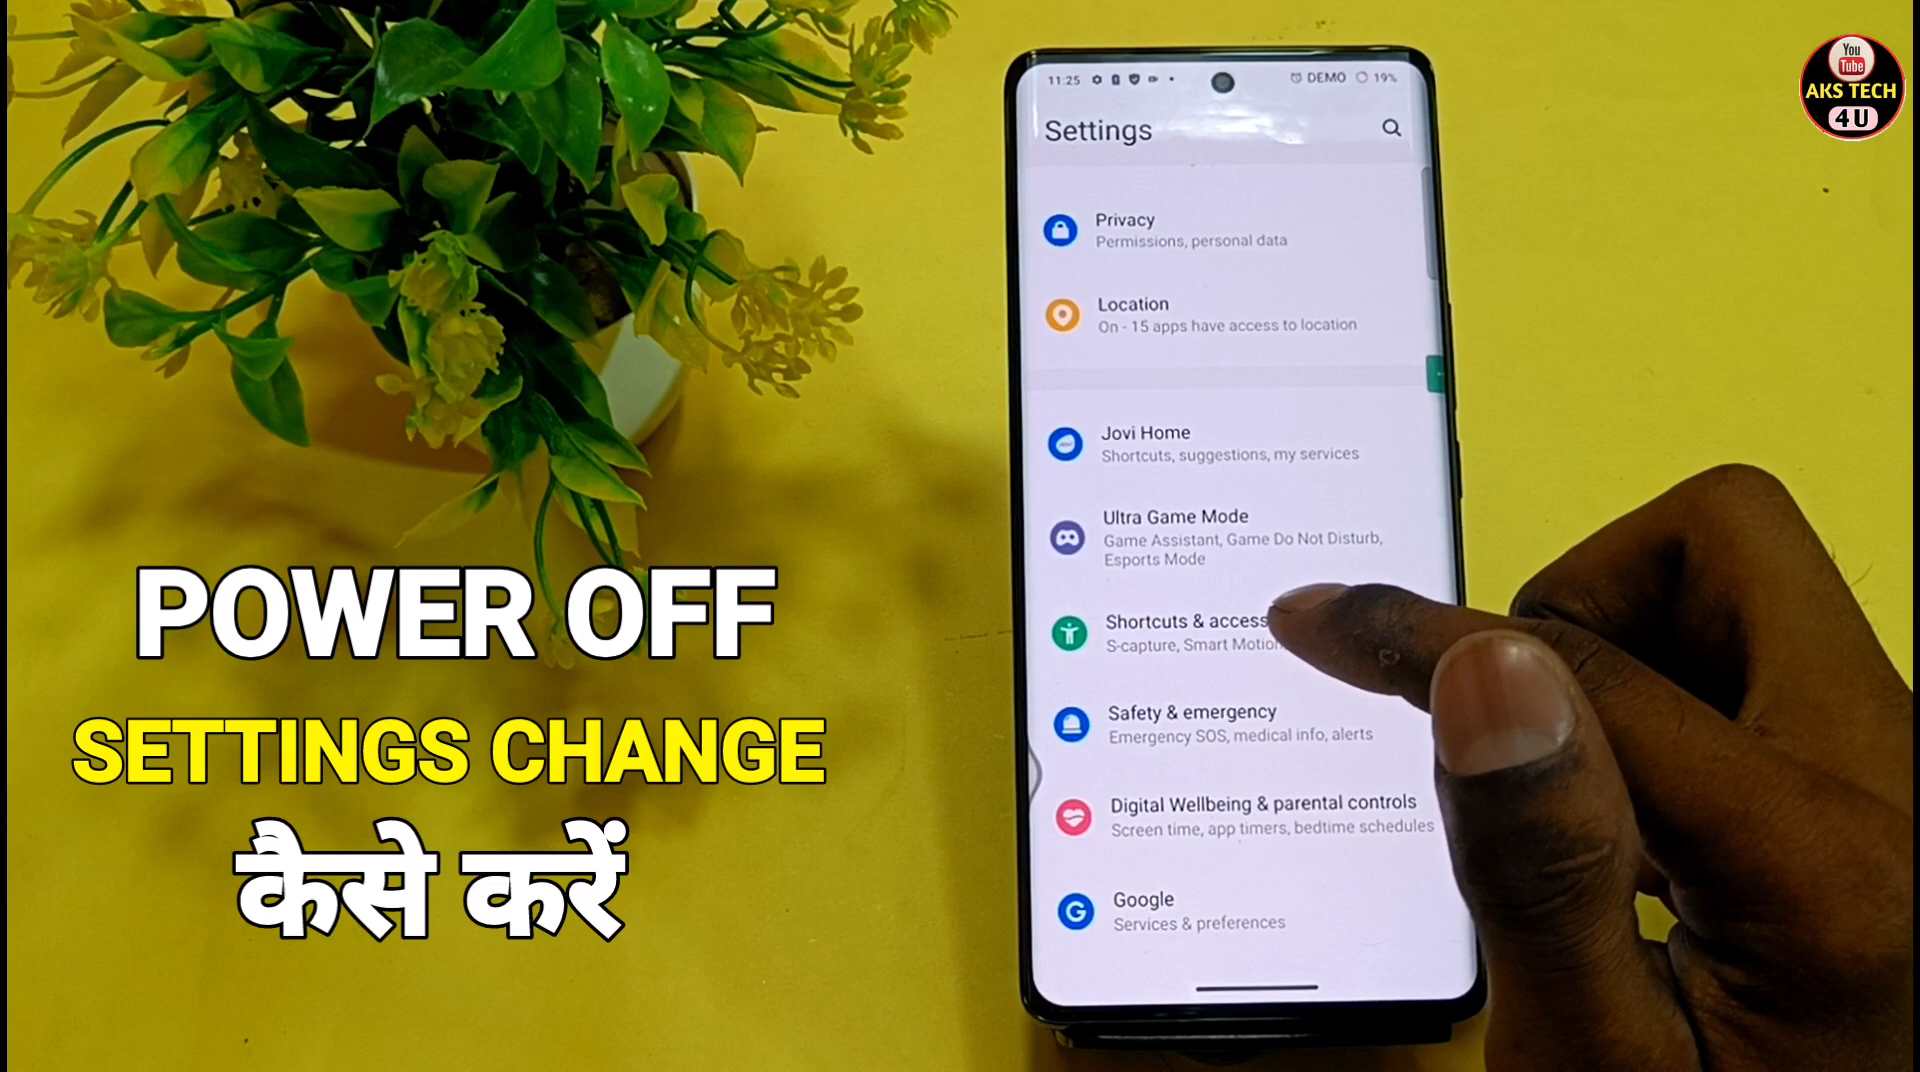 POWER OFF
SETTINGS CHANGE
कैसे करें
11:25
DEMO 19%
Settings
Privacy
Permissions, personal data
Location
On - 15 apps have access to location
Jovi Home
Shortcuts, suggestions, my services
Ultra Game Mode
Game Assistant, Game Do Not Disturb,
Esports Mode
Shortcuts & access
S-capture, Smart Motion
Safety & emergency
Emergency SOS, medical info, alerts
Digital Wellbeing & parental controls
Screen time, app timers, bedtime schedules
Google
Services & preferences
You
Tube
AKS TECH
4U